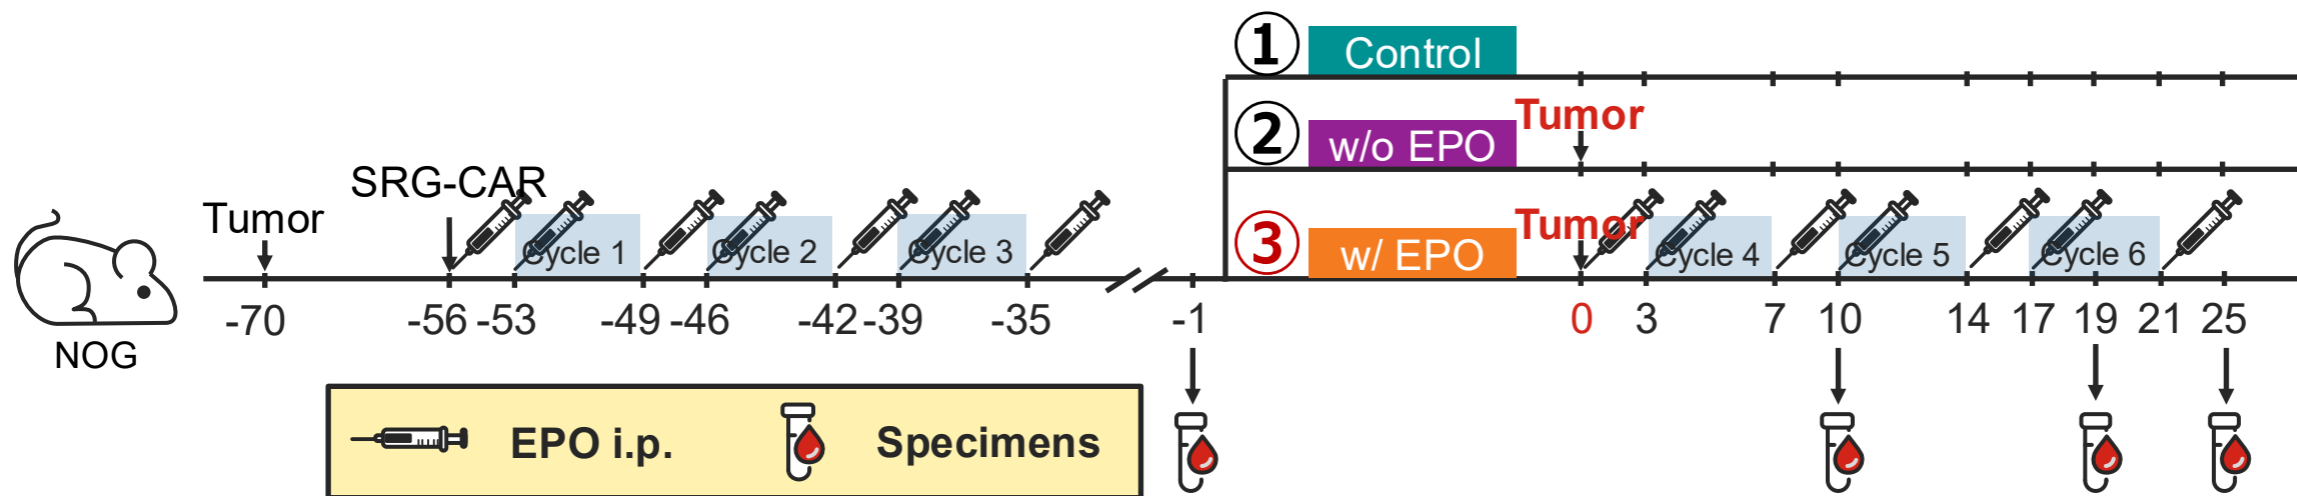 ① Control
② w/o EPO Tumor
SRG-CAR
Tumor
③ w/ EPO Tumor
Cycle 1 Cycle 2 Cycle 3 Cycle 4 Cycle 5 Cycle 6
-70 -56 -53 -49 -46 -42 -39 -35 -1 0 3 7 10 14 17 19 21 25
NOG
EPO i.p. Specimens